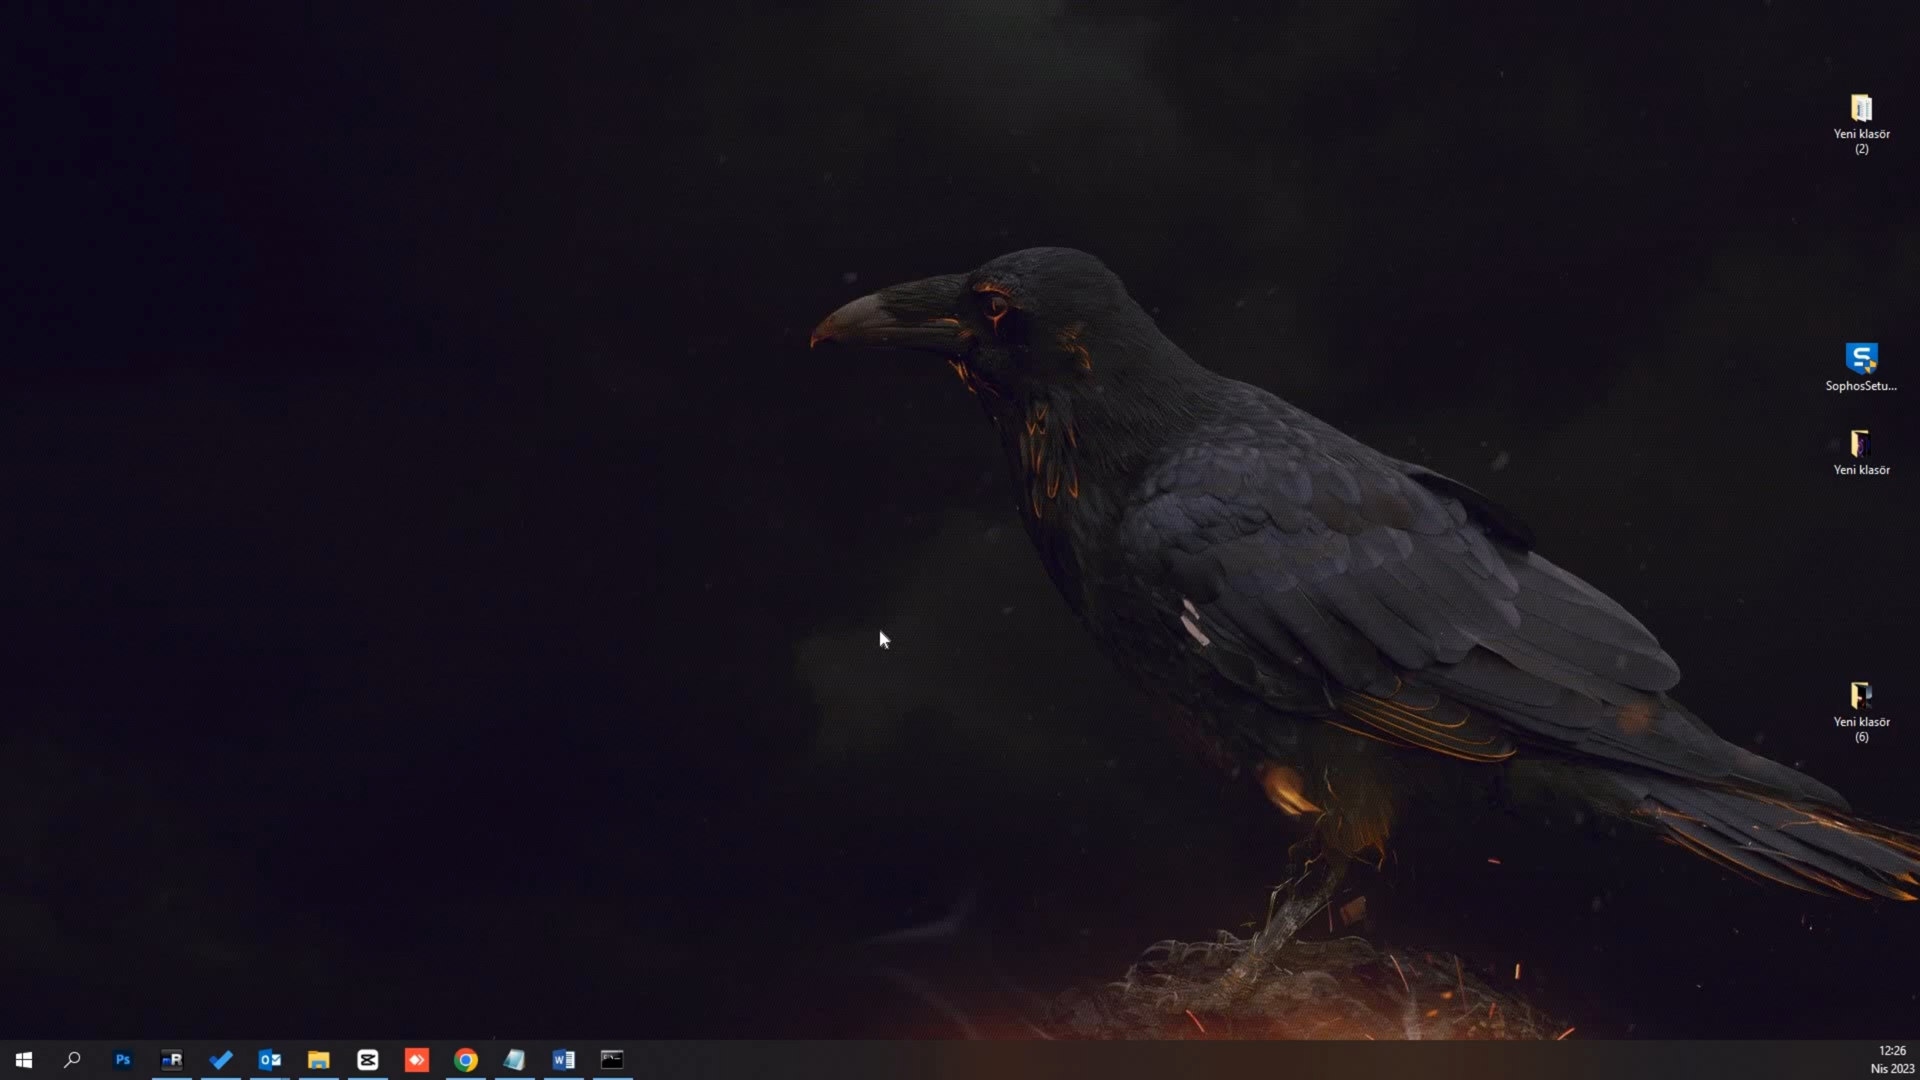 Yeni klasör
(2)
SophosSetu...
Yeni klasör
Yeni klasör
(6)
Ps
12:26
Nis 2023